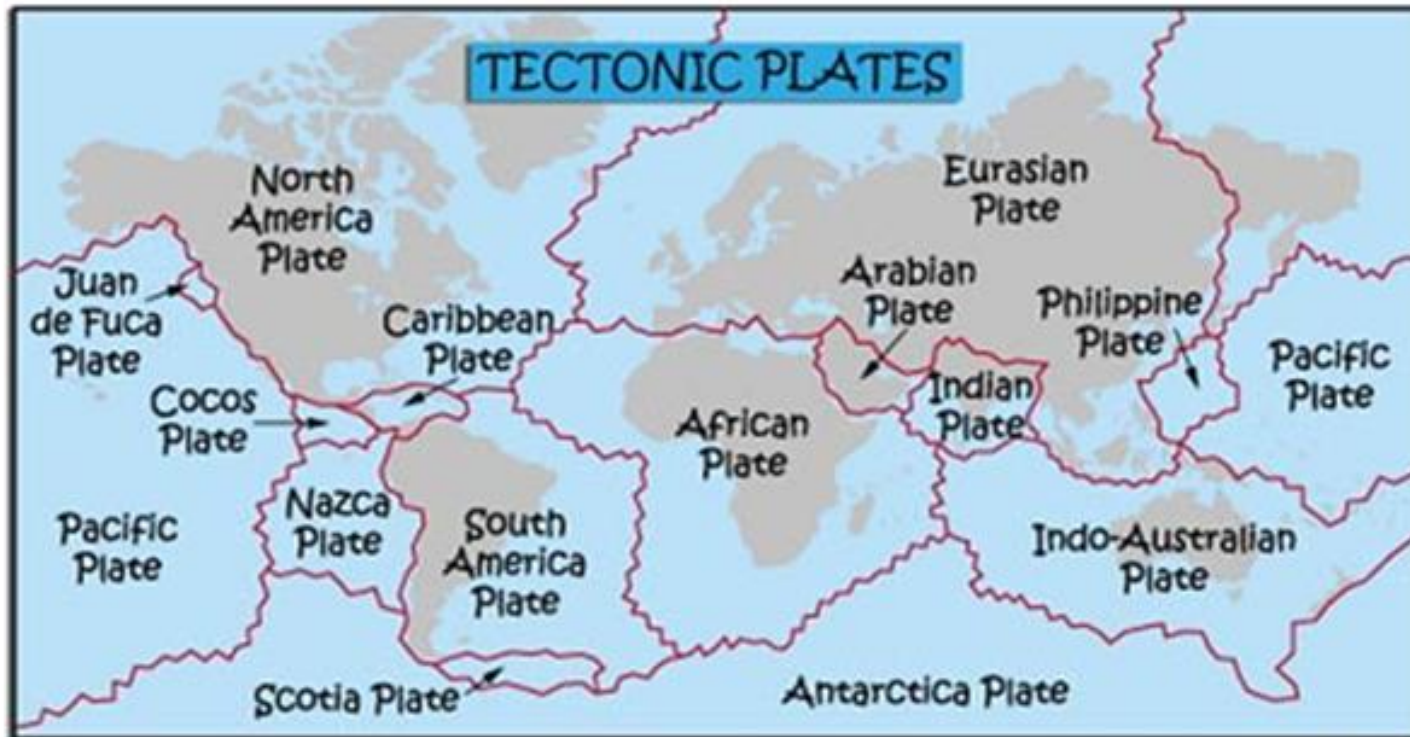 TECTONIC PLATES
North
America
Plate
Eurasian
Plate
Juan
de Fuca
Plate
Caribbean
Plate
Arabian
Plate
Philippine
Plate
Pacific
Plate
Cocos
Plate
African
Plate
Indian
Plate
Nazca
Plate
Pacific
Plate
South
America
Plate
Indo-Australian
Plate
Scotia Plate
Antarctica Plate